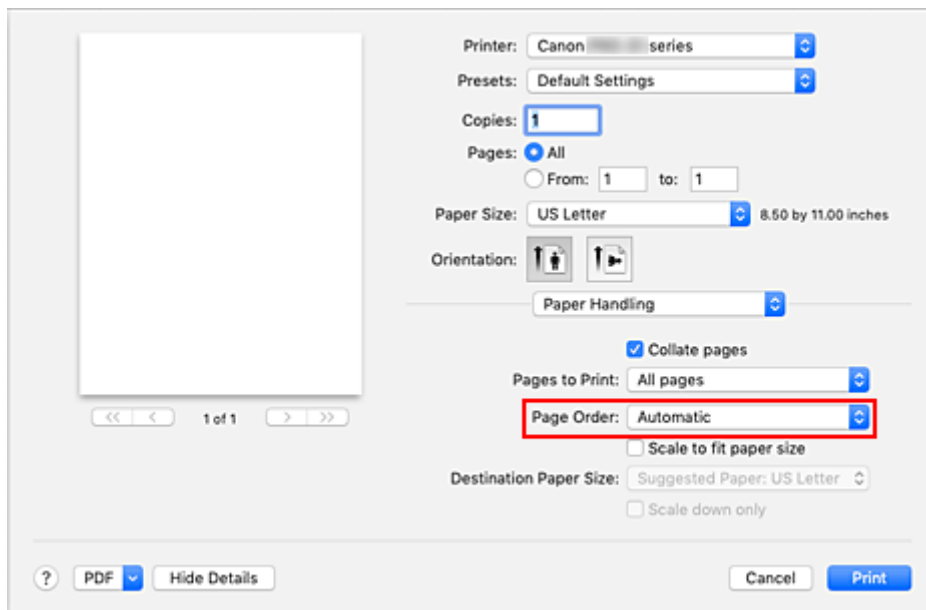 Printer: Canon series
Presets: Default Settings
Copies: 1
Pages: All
From: 1 to: 1
Paper Size: US Letter 8.50 by 11.00 inches
Orientation:
Paper Handling
Collate pages
Pages to Print: All pages
<< < 1 of 1 > >>
Page Order: Automatic
Scale to fit paper size
Destination Paper Size: Suggested Paper: US Letter
Scale down only
? PDF Hide Details Cancel Print